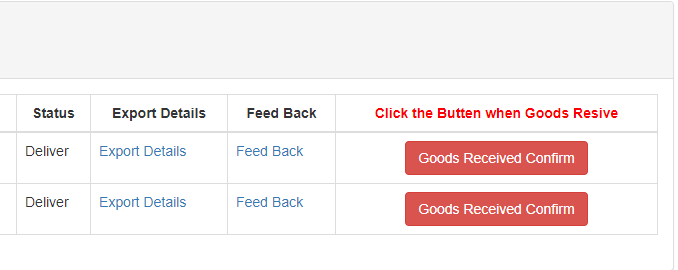 Status Export Details Feed Back Click the Butten when Goods Resive
Deliver Export Details Feed Back Goods Received Confirm
Deliver Export Details Feed Back Goods Received Confirm